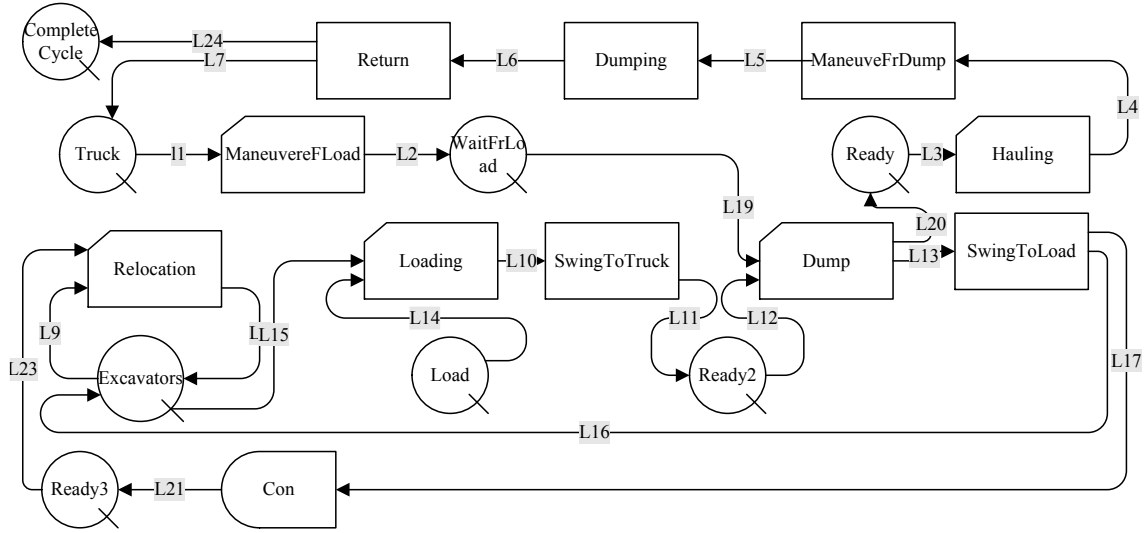 Complete
Cycle
L24
L7
Return
L6
Dumping
L5
ManeuveFrDump
L4
Truck
l1
ManeuvereFLoad
L2
WaitFrLo
ad
Ready
L3
Hauling
L19
L20
Relocation
Loading
L10
SwingToTruck
Dump
L13
SwingToLoad
L9
L15
L14
L11
L12
L17
L23
Excavators
Load
Ready2
L16
Ready3
L21
Con